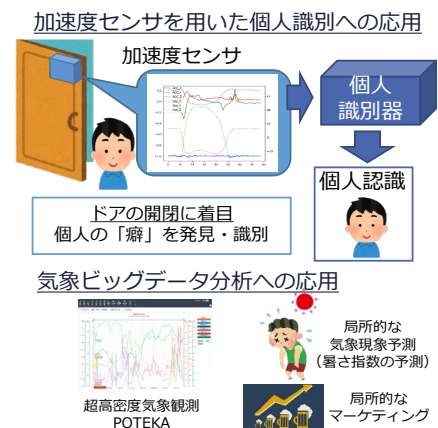 加速度センサを用いた個人識別への応用
加速度センサ
個人
識別器
個人認識
ドアの開閉に着目
個人の「癖」を発見・識別
気象ビッグデータ分析への応用
超高密度気象観測
POTEKA
局所的な
気象現象予測
（暑さ指数の予測）
局所的な
マーケティング